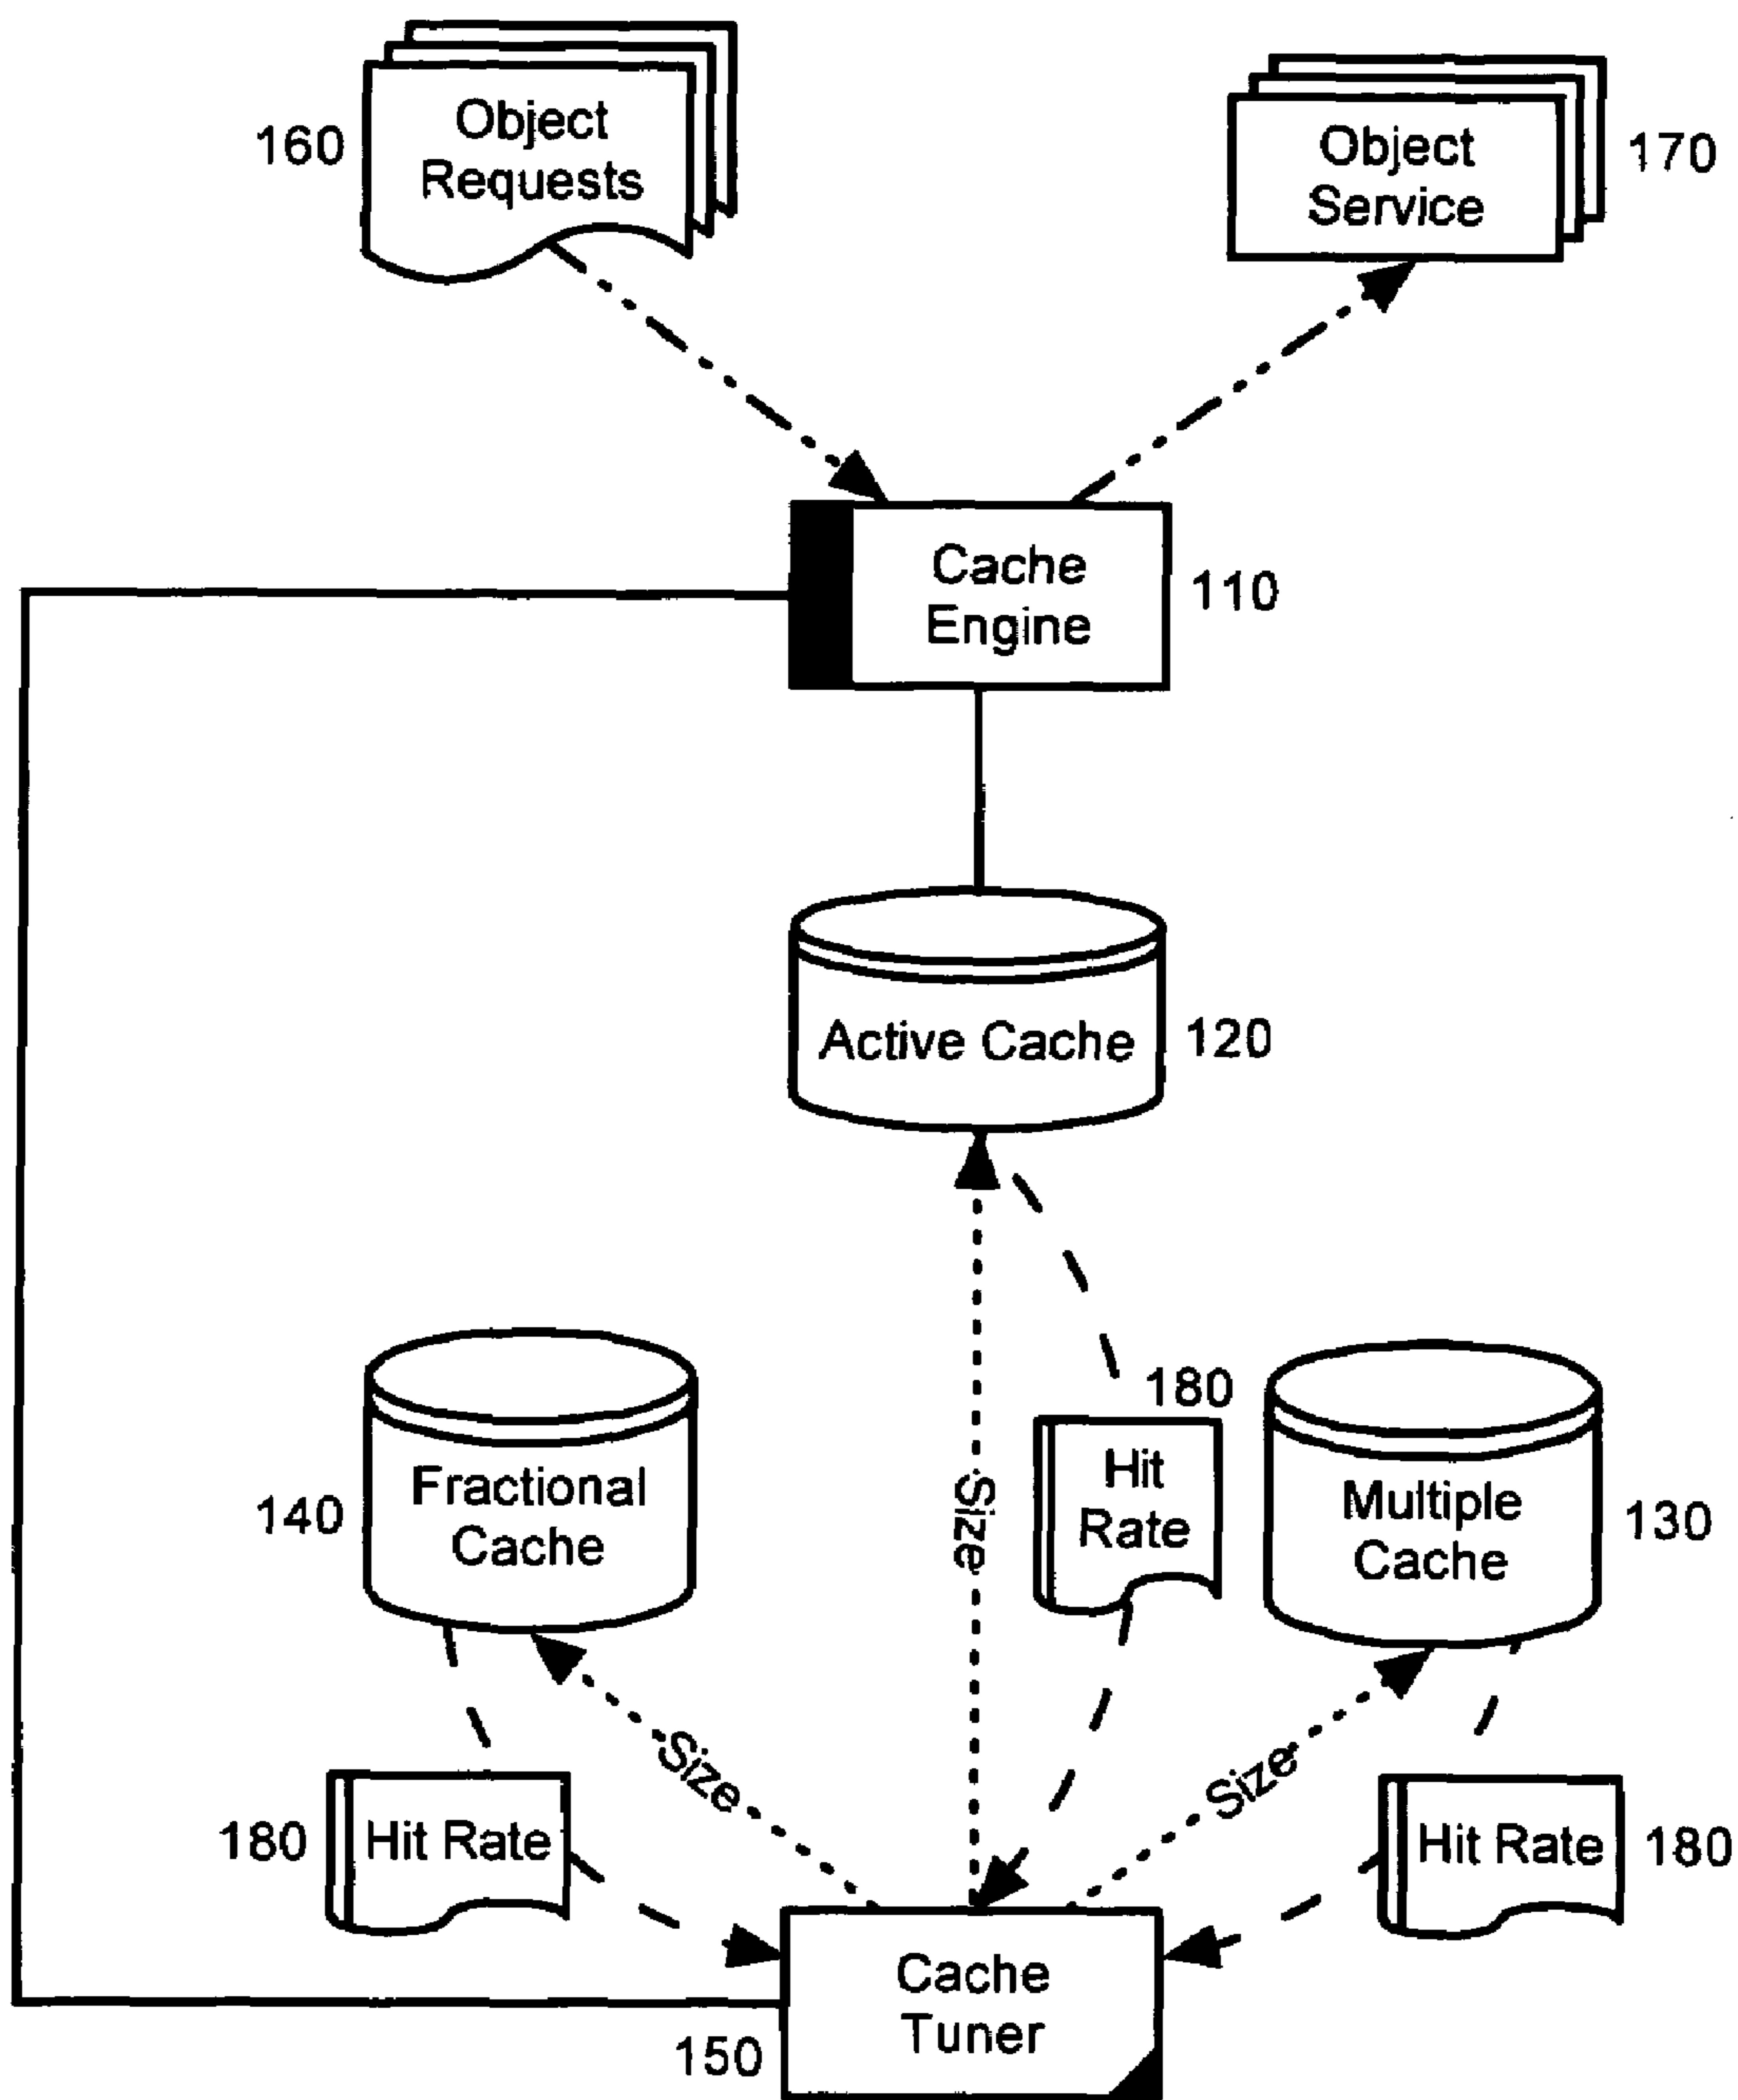 160
Object
Requests
Object
Service
170
Cache
Engine
110
Active Cache
120
180
Hit
Rate
Size
140
Fractional
Cache
Multiple
Cache
130
Size
Size
180
Hit Rate
Hit Rate
180
Cache
Tuner
150